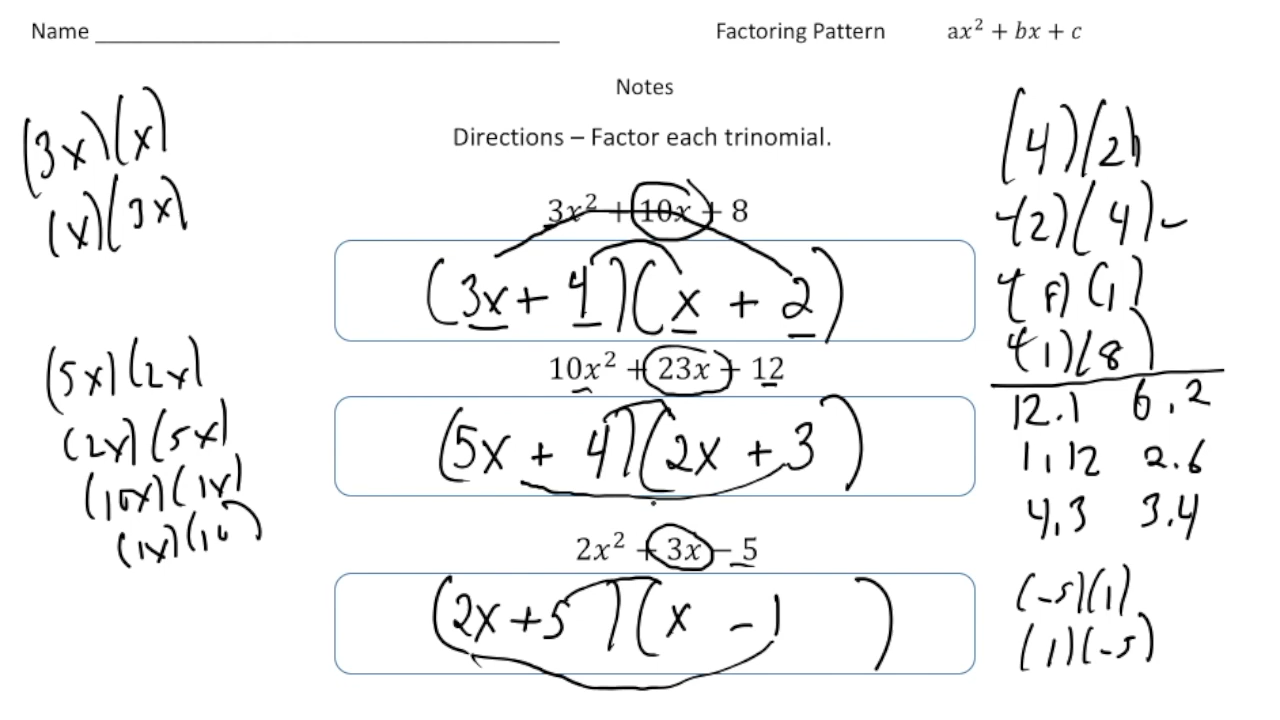 Name ________________ Factoring Pattern ax² + bx + c
Notes
Directions – Factor each trinomial.
(3x)(x)
(x)(3x)
3x² + 10x + 8
(3x + 4)(x + 2)
(4)(2)
(2)(4)
(1)(8)
10x² + 23x + 12
(5x + 4)(2x + 3)
(5x)(2x)
(2x)(5x)
(10x)(1x)
(1x)(10
12.1 6.2
1,12 2.6
4,3 3.4
2x² + 3x − 5
(2x + 5)(x − 1)
(-5)(1)
(1)(-5)